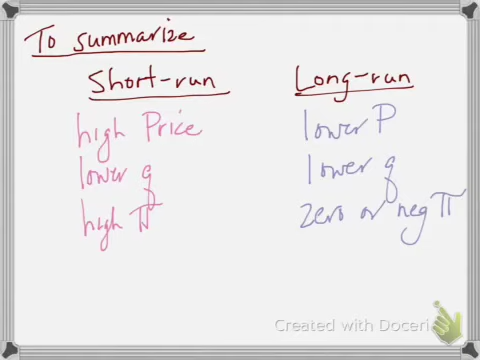 To summarize
Short-run Long-run
high Price lower P
lower q lower q
high π zero or neg π
Created with Doceri